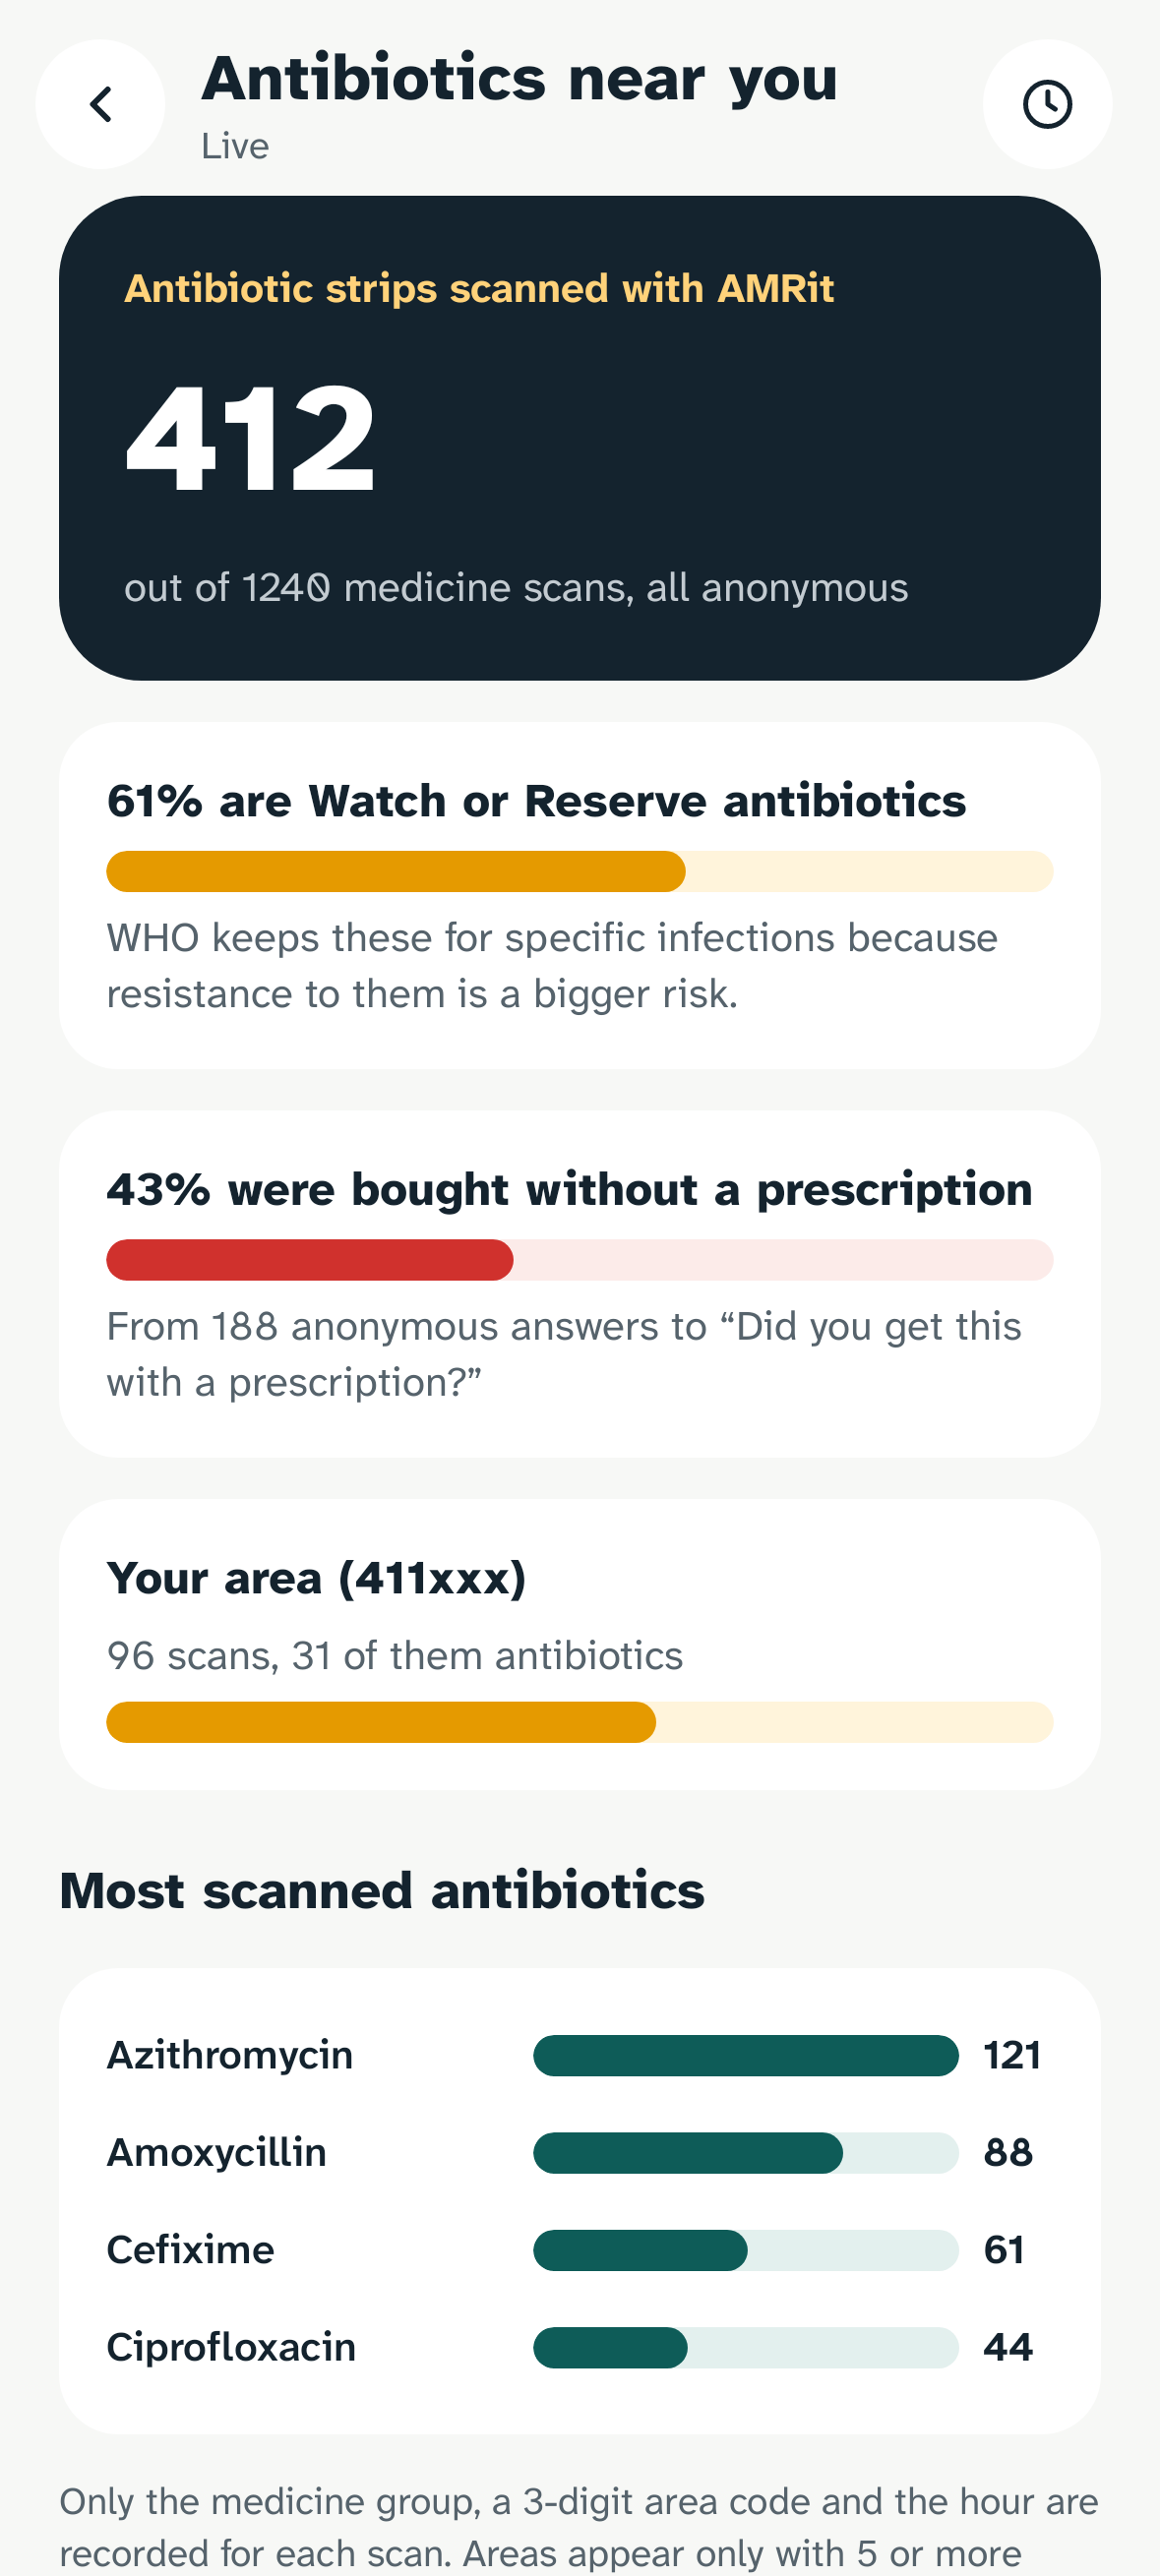 Antibiotics near you
Live
Antibiotic strips scanned with AMRit
412
out of 1240 medicine scans, all anonymous
61% are Watch or Reserve antibiotics
WHO keeps these for specific infections because
resistance to them is a bigger risk.
43% were bought without a prescription
From 188 anonymous answers to “Did you get this
with a prescription?”
Your area (411xxx)
96 scans, 31 of them antibiotics
Most scanned antibiotics
Azithromycin 121
Amoxycillin 88
Cefixime 61
Ciprofloxacin 44
Only the medicine group, a 3-digit area code and the hour are
recorded for each scan. Areas appear only with 5 or more